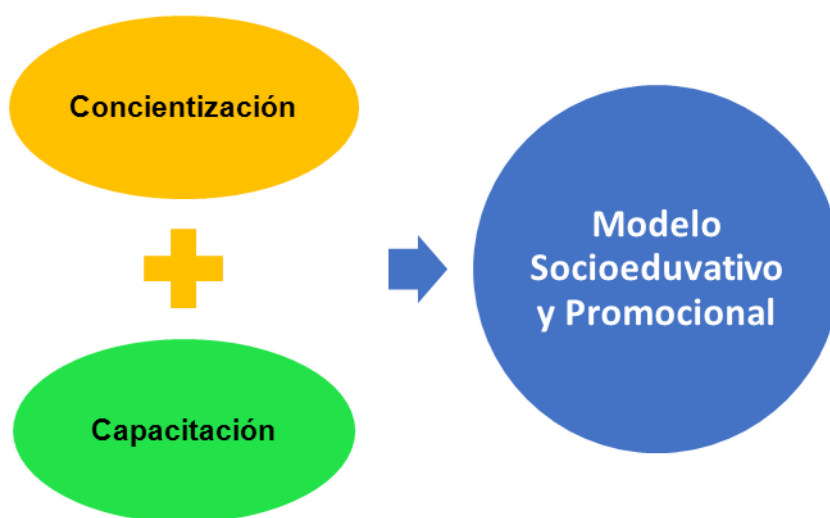 Concientización
Capacitación
Modelo
Socioeduvativo
y Promocional